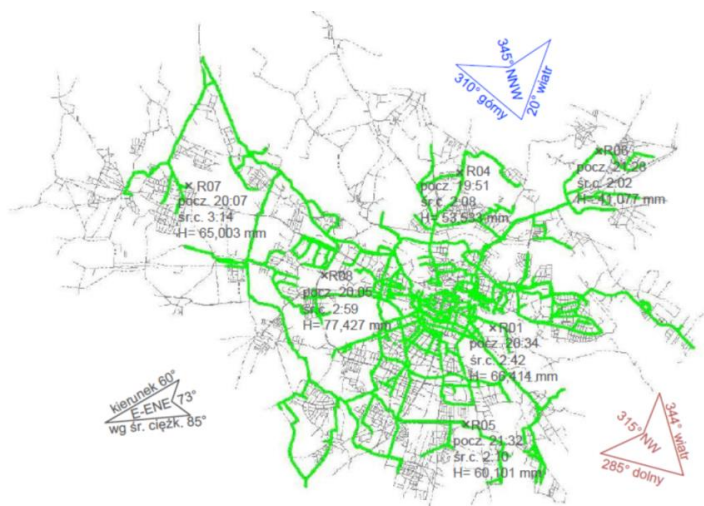 345° NNW
310° górny
20° wiatr
R06
pocz. 21:28
śr.c. 2:02
H= 41,077 mm
R04
pocz. 19:51
śr.c. 2:08
H= 53,533 mm
R07
pocz. 20:07
śr.c. 3:14
H= 65,003 mm
R08
pocz. 20:05
śr.c. 2:59
H= 77,427 mm
R01
pocz. 20:34
śr.c. 2:42
H= 66,414 mm
kierunek 60°
E-ENE 73°
wg śr. ciężk. 85°
R05
pocz. 21:32
śr.c. 2:10
H= 60,101 mm
315° NW
344° wiatr
285° dolny